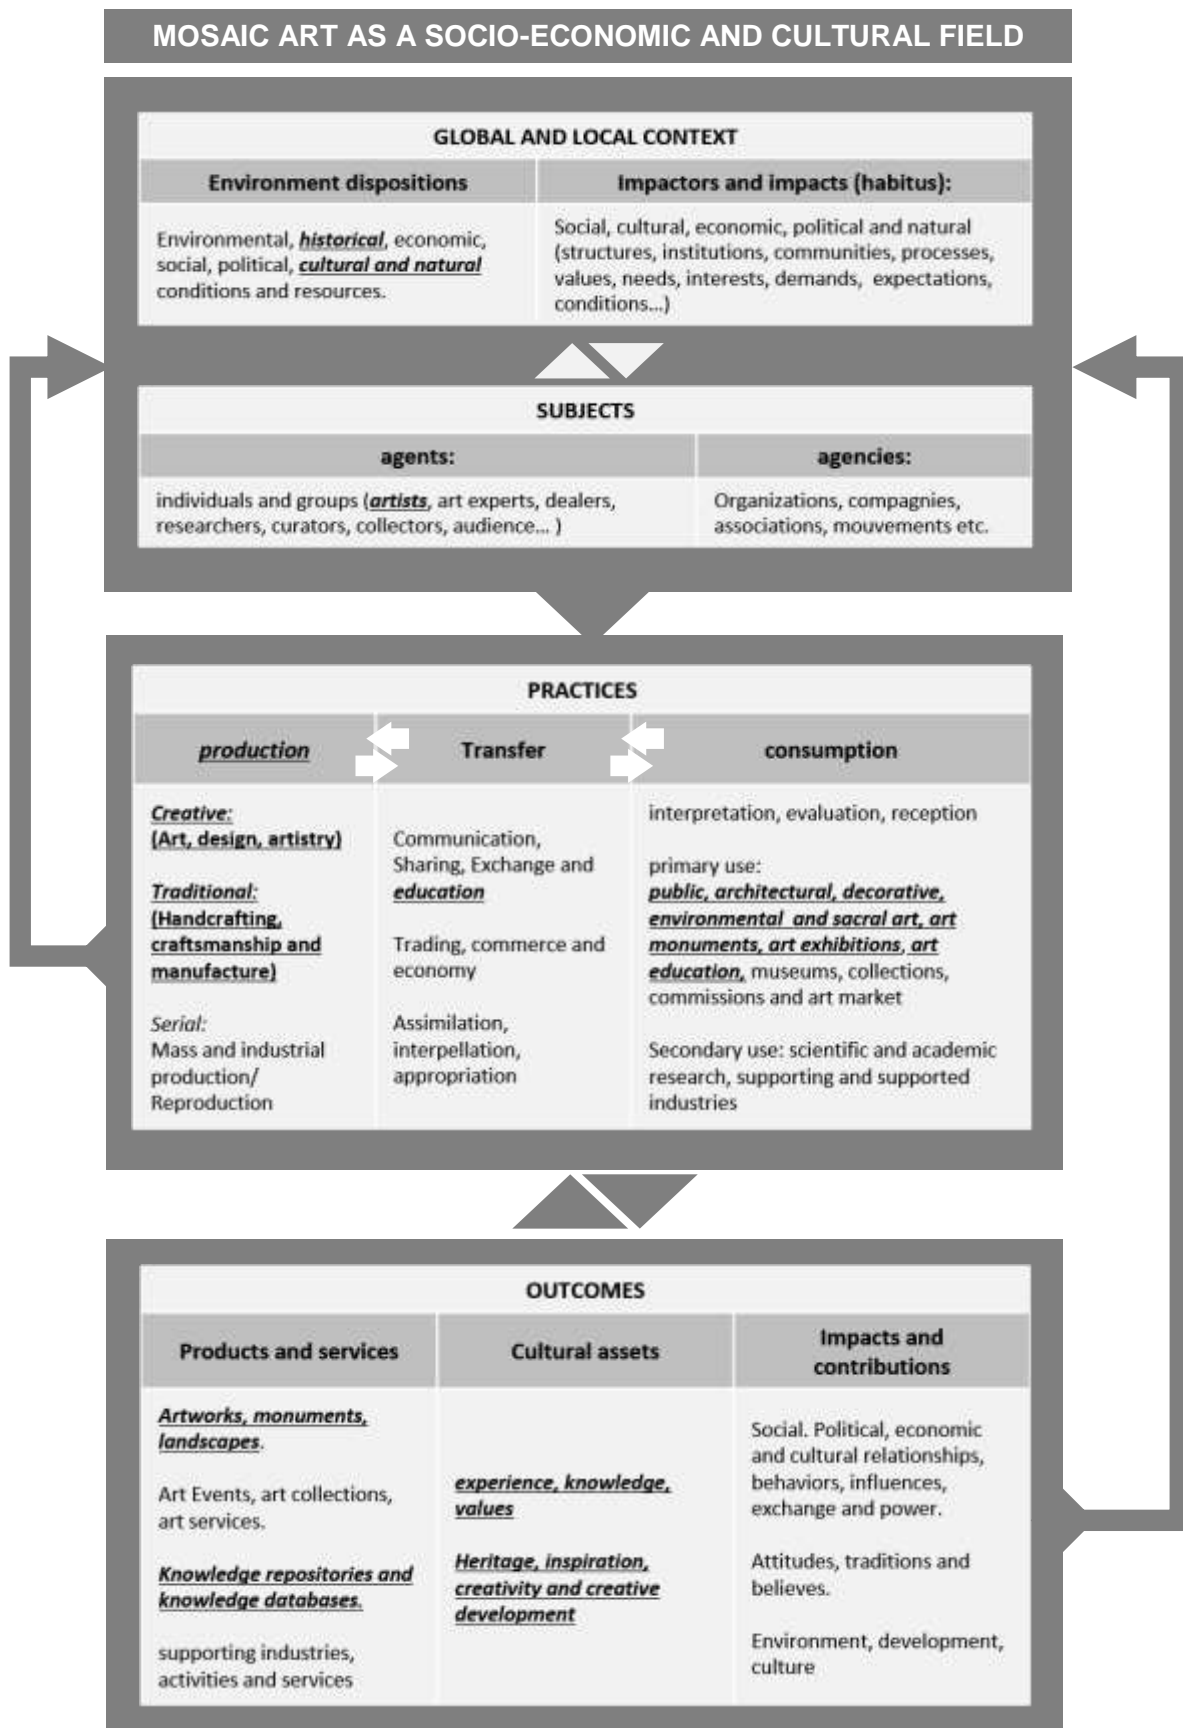 MOSAIC ART AS A SOCIO-ECONOMIC AND CULTURAL FIELD
GLOBAL AND LOCAL CONTEXT
Environment dispositions
Environmental, historical, economic,
social, political, cultural and natural
conditions and resources.
Impactors and impacts (habitus):
Social, cultural, economic, political and natural
(structures, institutions, communities, processes,
values, needs, interests, demands, expectations,
conditions...)
SUBJECTS
agents:
individuals and groups (artists, art experts, dealers,
researchers, curators, collectors, audience... )
agencies:
Organizations, compagnies,
associations, mouvements etc.
PRACTICES
production
Creative:
(Art, design, artistry)
Traditional:
(Handcrafting,
craftsmanship and
manufacture)
Serial:
Mass and industrial
production/
Reproduction
Transfer
Communication,
Sharing, Exchange and
education
Trading, commerce and
economy
Assimilation,
interpellation,
appropriation
consumption
interpretation, evaluation, reception
primary use:
public, architectural, decorative,
environmental and sacral art, art
monuments, art exhibitions, art
education, museums, collections,
commissions and art market
Secondary use: scientific and academic
research, supporting and supported
industries
OUTCOMES
Products and services
Artworks, monuments,
landscapes.
Art Events, art collections,
art services.
Knowledge repositories and
knowledge databases.
supporting industries,
activities and services
Cultural assets
experience, knowledge,
values
Heritage, inspiration,
creativity and creative
development
Impacts and
contributions
Social. Political, economic
and cultural relationships,
behaviors, influences,
exchange and power.
Attitudes, traditions and
believes.
Environment, development,
culture